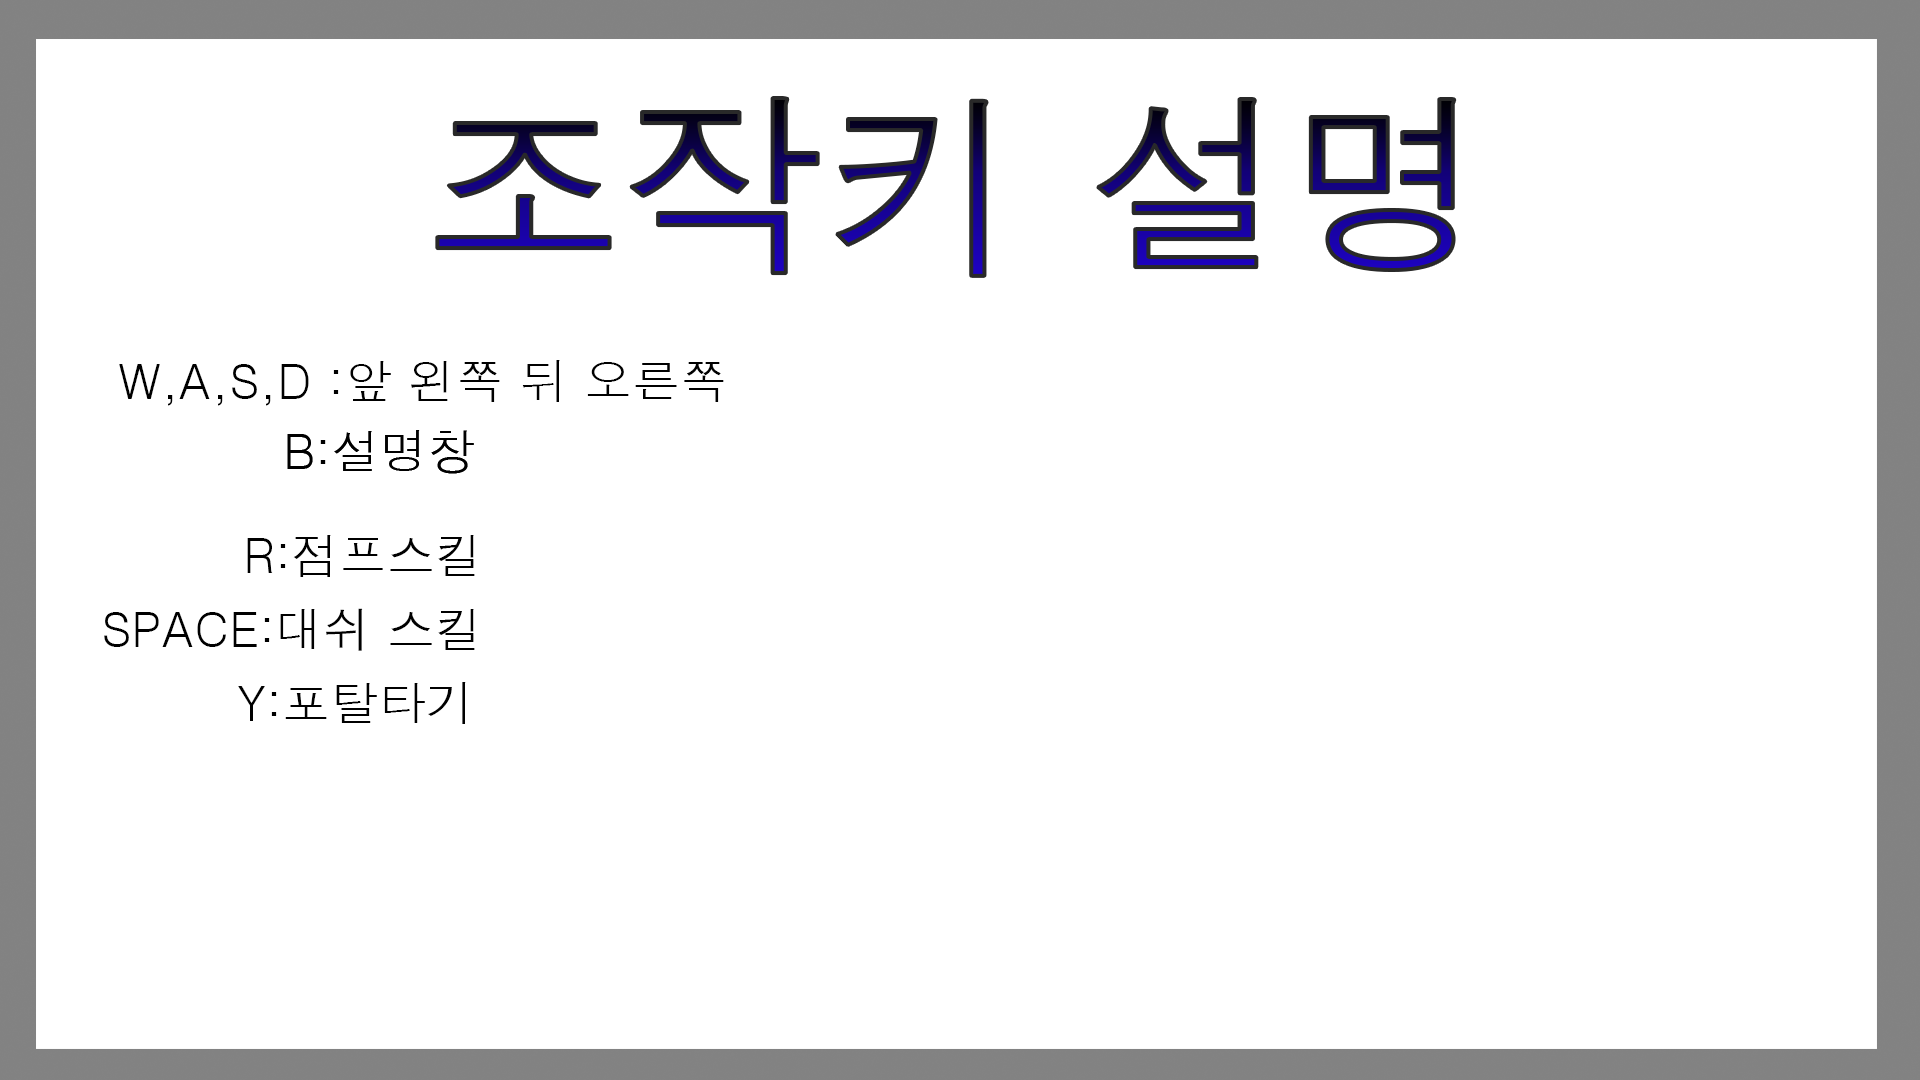 조작키 설명
W,A,S,D :앞 왼쪽 뒤 오른쪽
B:설명창
R:점프스킬
SPACE:대쉬 스킬
Y:포탈타기